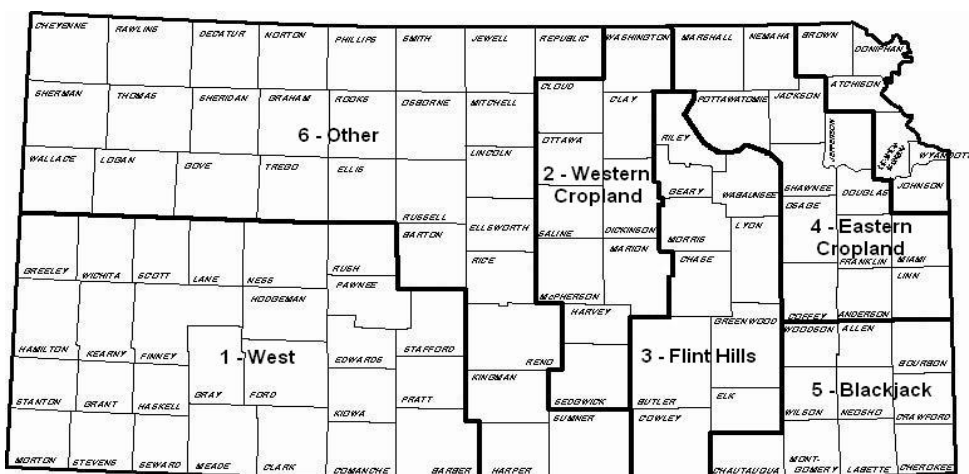 CHEYENNE RAWLINS DECATUR NORTON PHILLIPS SMITH JEWELL REPUBLIC WASHINGTON MARSHALL NEMAHA BROWN
DONIPHAN
ATCHISON
SHERMAN THOMAS SHERIDAN GRAHAM ROOKS OSBORNE MITCHELL CLOUD CLAY POTTAWATOMIE JACKSON
6 - Other
OTTAWA RILEY JEFFERSON
WYANDOTT
WALLACE LOGAN GOVE TREGO ELLIS LINCOLN
2 - Western
Cropland
GEARY WABAUNSEE SHAWNEE DOUGLAS JOHNSON
OSAGE
RUSSELL
BARTON ELLSWORTH SALINE DICKINSON MORRIS LYON
4 - Eastern
Cropland
MARION CHASE FRANKLIN MIAMI
LINN
GREELEY WICHITA SCOTT LANE NESS RUSH RICE
PAWNEE
HODGEMAN McPHERSON
HARVEY GREENWOOD COFFEY ANDERSON
WOODSON ALLEN
HAMILTON KEARNY FINNEY
1 - West
EDWARDS STAFFORD RENO
3 - Flint Hills
BOURBON
KINGMAN
STANTON GRANT HASKELL GRAY FORD KIOWA PRATT SEDGWICK BUTLER ELK
5 - Blackjack
SUMNER COWLEY WILSON NEOSHO CRAWFORD
MORTON STEVENS SEWARD MEADE CLARK COMANCHE BARBER HARPER CHAUTAUQUA MONT-
GOMERY LABETTE CHEROKEE